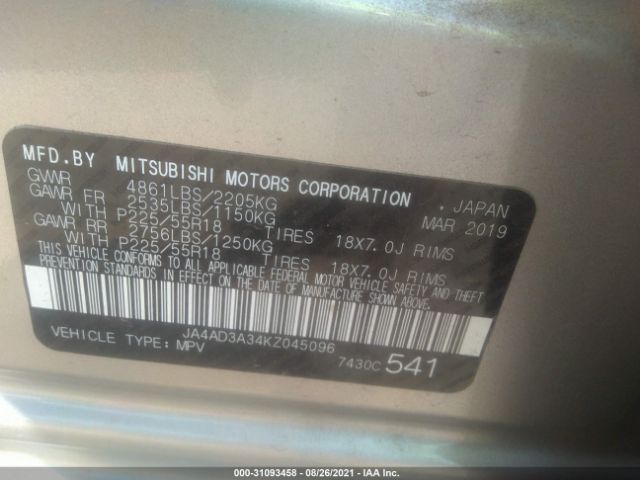 MFD.BY MITSUBISHI MOTORS CORPORATION . JAPAN
GVWR 4861LBS/2205KG MAR 2019
GAWR FR 2535LBS/1150KG
WITH P225/55R18 TIRES 18X7.0J RIMS
GAWR RR 2756LBS/1250KG
WITH P225/55R18 TIRES 18X7.0J RIMS
THIS VEHICLE CONFORMS TO ALL APPLICABLE FEDERAL MOTOR VEHICLE SAFETY AND THEFT
PREVENTION STANDARDS IN EFFECT ON THE DATE OF MANUFACTURE SHOWN ABOVE.
JA4AD3A34KZ045096
VEHICLE TYPE: MPV 7430C 541
000-31093458 - 08/26/2021 - IAA Inc.